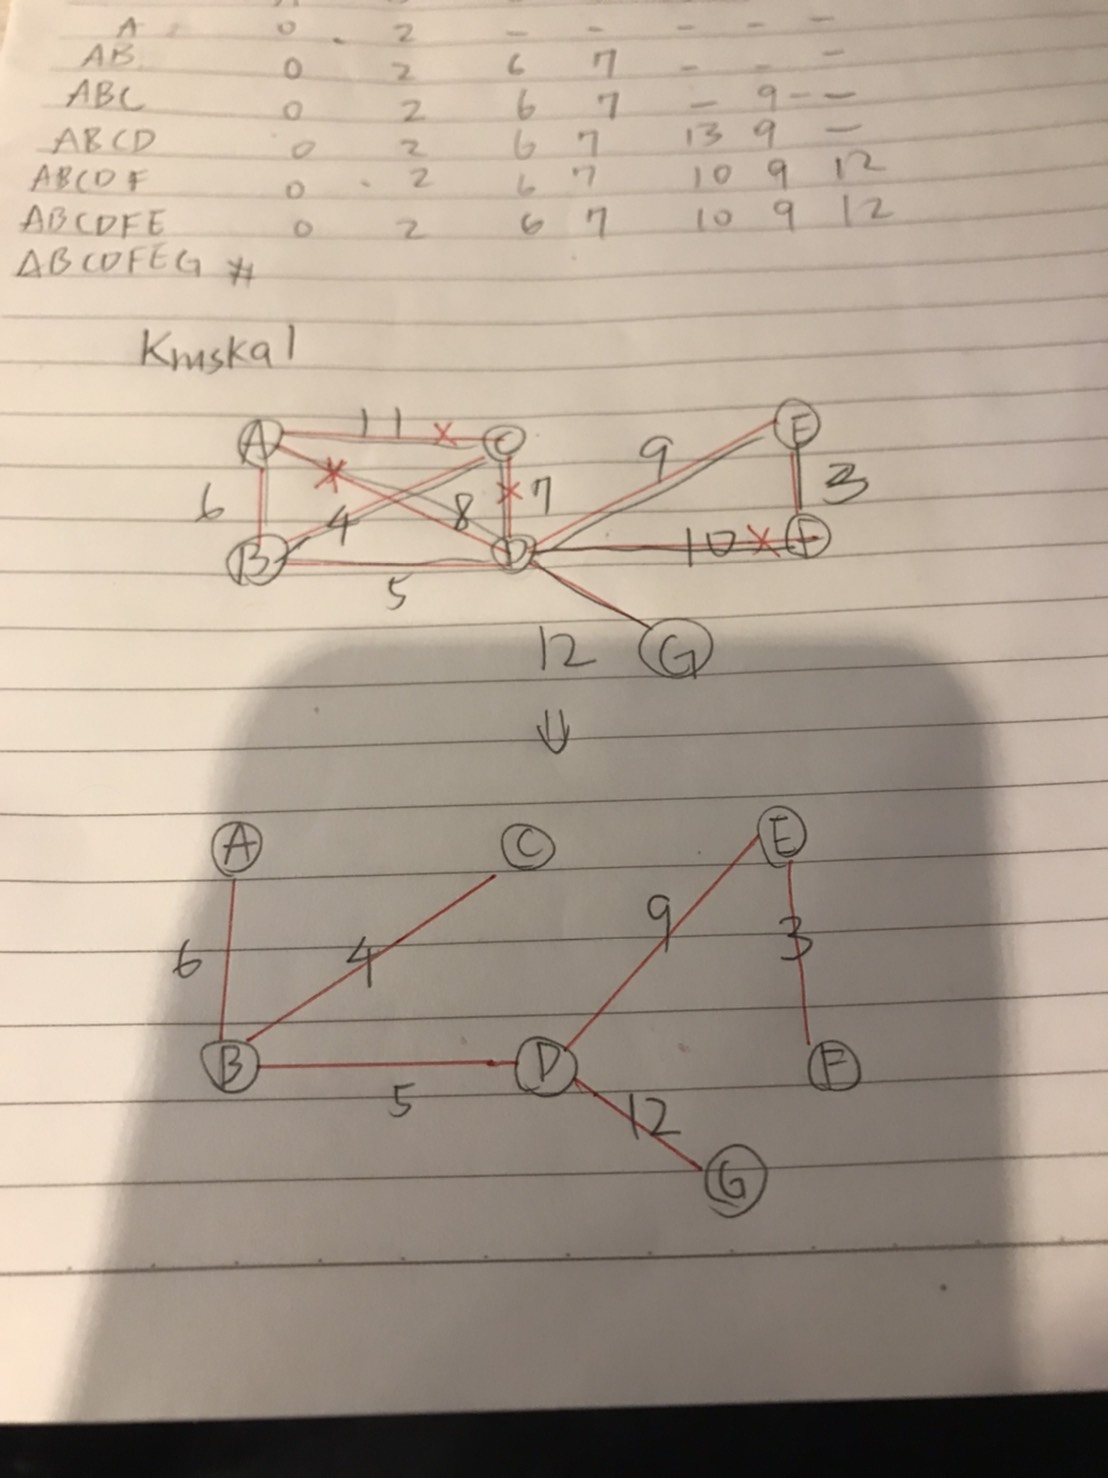 A 0 2 - - - - -
AB 0 2 6 7 - - -
ABC 0 2 6 7 - 9 - -
ABCD 0 2 6 7 13 9 -
ABCDF 0 2 6 7 10 9 12
ABCDFE 0 2 6 7 10 9 12
ABCDFEG #
Kruskal
A 11 C E
6 4 8 7 9 3
B 5 D 10 F
12 G
⇓
A C E
6 4 9 3
B 5 D F
12
G